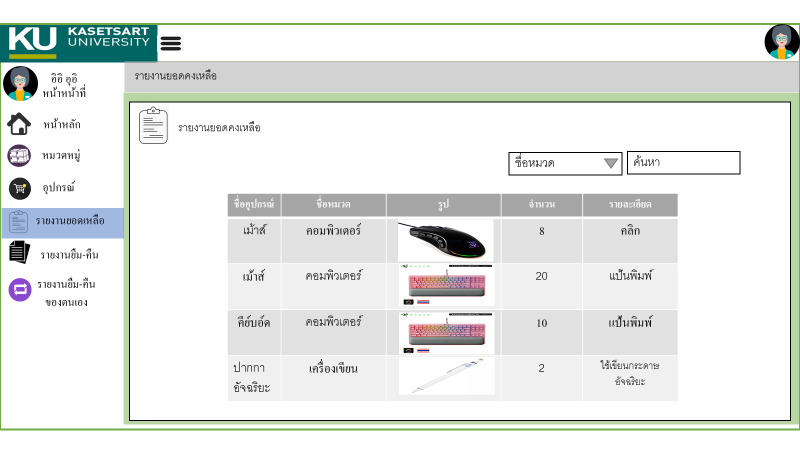 KU KASETSART
UNIVERSITY
อิอิ อุอิ
หน้าหน้าที่
รายงานยอดคงเหลือ
หน้าหลัก
หมวดหมู่
อุปกรณ์
รายงานยอดเหลือ
รายงานยืม-คืน
รายงานยืม-คืน
ของตนเอง
รายงานยอดคงเหลือ
ชื่อหมวด ค้นหา
ชื่ออุปกรณ์ ชื่อหมวด รูป จำนวน รายละเอียด
เม้าส์ คอมพิวเตอร์ 8 คลิก
เม้าส์ คอมพิวเตอร์ 20 แป้นพิมพ์
คีย์บอ์ด คอมพิวเตอร์ 10 แป้นพิมพ์
ปากกา
อัจฉริยะ เครื่องเขียน 2 ใช้เขียนกระดาษ
อัจฉริยะ